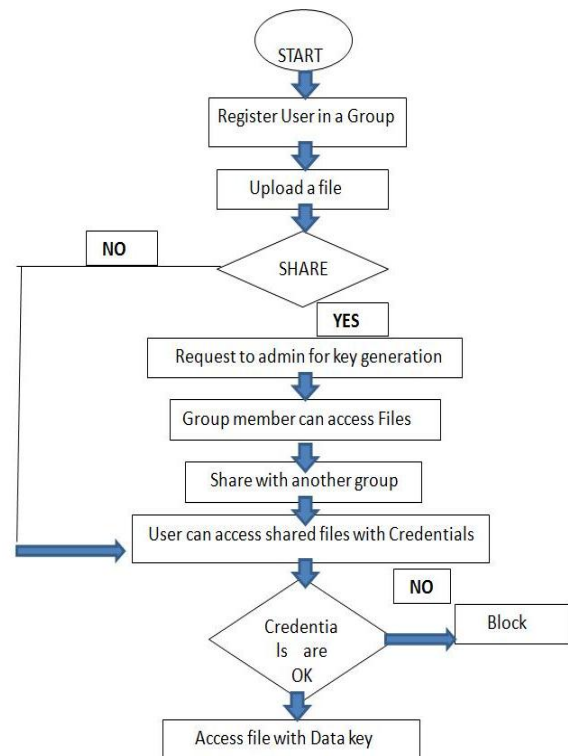 START
Register User in a Group
Upload a file
NO
SHARE
YES
Request to admin for key generation
Group member can access Files
Share with another group
User can access shared files with Credentials
NO
Block
Credentia
ls are
OK
Access file with Data key